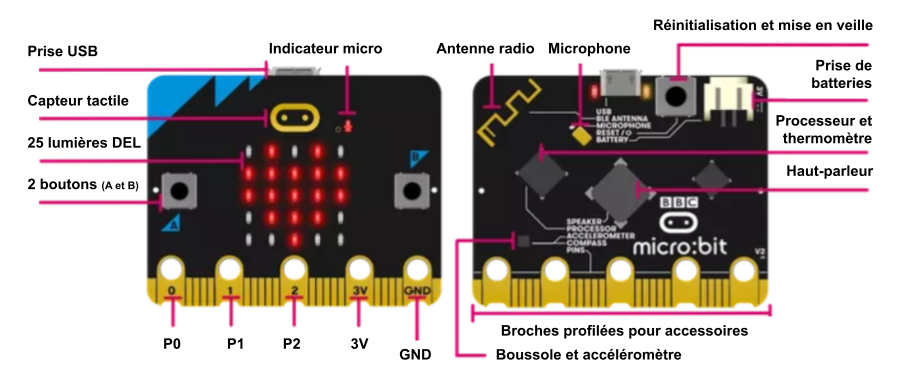 Prise USB
Indicateur micro
Capteur tactile
25 lumières DEL
2 boutons (A et B)
A
B
0
1
2
3V
GND
P0
P1
P2
3V
GND
Antenne radio
Microphone
Réinitialisation et mise en veille
Prise de
batteries
Processeur et
thermomètre
Haut-parleur
USB
BLE ANTENNA
MICROPHONE
RESET /
BATTERY
3V
SPEAKER
PROCESSOR
ACCELEROMETER
COMPASS
PINS
BBC
micro:bit
V2
Broches profilées pour accessoires
Boussole et accéléromètre